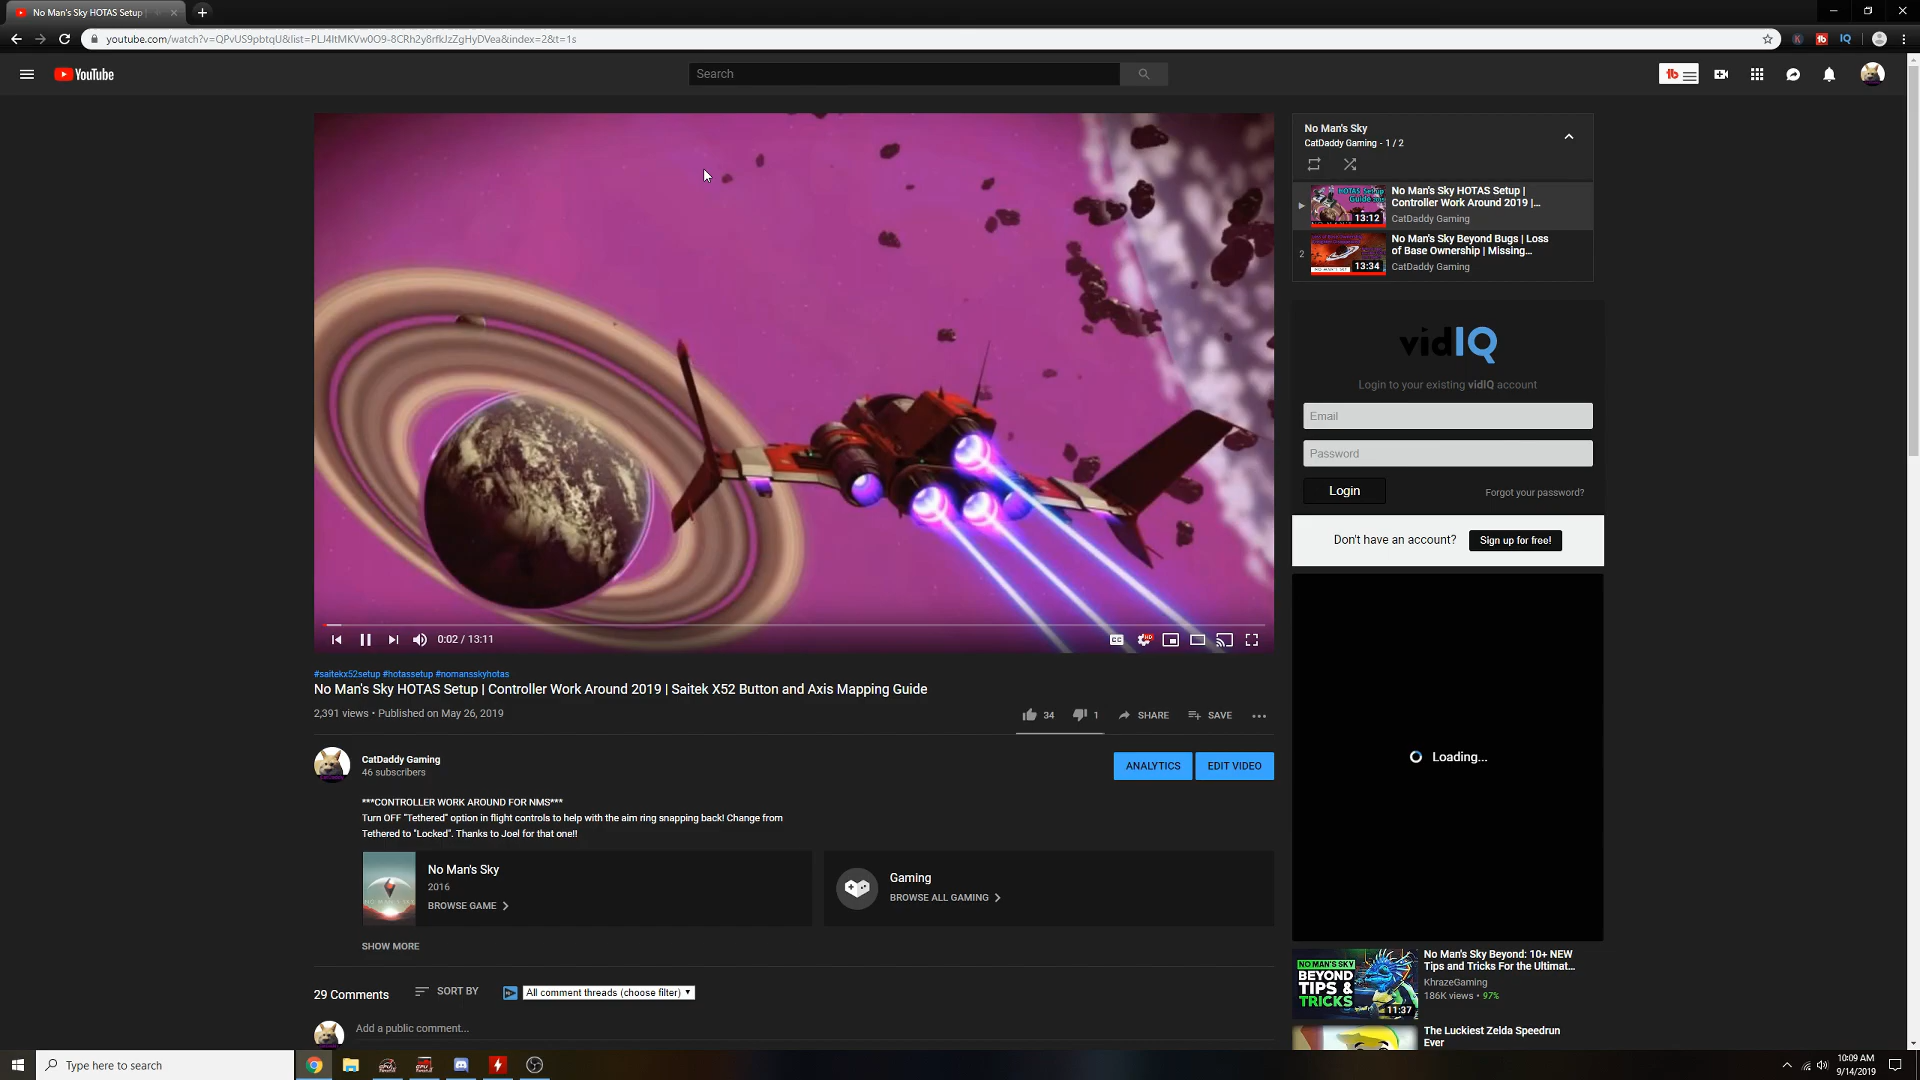 No Man's Sky HOTAS Setup |
youtube.com/watch?v=QPvUS9pbtqU&list=PLJ4ltMKVw0O9-8CRh2y8rfkJzZgHyDVea&index=2&t=1s
YouTube
Search
No Man's Sky
CatDaddy Gaming - 1 / 2
No Man's Sky HOTAS Setup |
Controller Work Around 2019 |...
CatDaddy Gaming
HOTAS Setup
Guide 2019
13:12
2
No Man's Sky Beyond Bugs | Loss
of Base Ownership | Missing...
CatDaddy Gaming
13:34
vidIQ
Login to your existing vidIQ account
Email
Password
Login
Forgot your password?
Don't have an account?
Sign up for free!
Loading...
0:02 / 13:11
CC
HD
#saitekx52setup #hotassetup #nomansskyhotas
No Man's Sky HOTAS Setup | Controller Work Around 2019 | Saitek X52 Button and Axis Mapping Guide
2,391 views • Published on May 26, 2019
34
1
SHARE
SAVE
CatDaddy Gaming
46 subscribers
ANALYTICS
EDIT VIDEO
***CONTROLLER WORK AROUND FOR NMS***
Turn OFF "Tethered" option in flight controls to help with the aim ring snapping back! Change from
Tethered to "Locked". Thanks to Joel for that one!!
No Man's Sky
2016
BROWSE GAME
Gaming
BROWSE ALL GAMING
SHOW MORE
29 Comments
SORT BY
All comment threads (choose filter)
Add a public comment...
NO MAN'S SKY
BEYOND
TIPS &
TRICKS
11:37
No Man's Sky Beyond: 10+ NEW
Tips and Tricks For the Ultimat...
KhrazeGaming
186K views • 97%
The Luckiest Zelda Speedrun
Ever
Type here to search
10:09 AM
9/14/2019